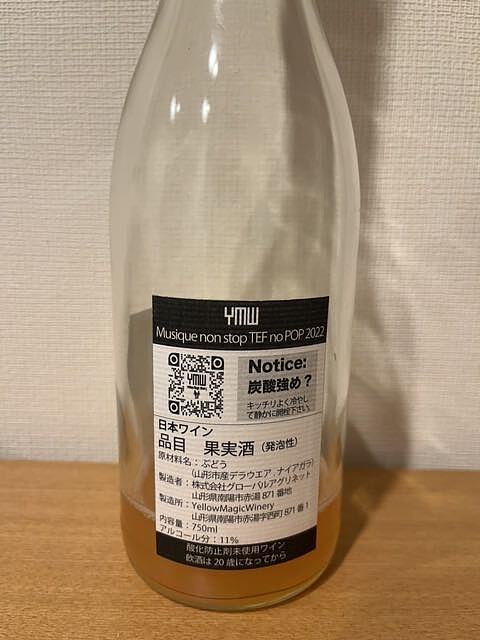 YMW
Musique non stop TEF no POP 2022
YMW
Notice:
炭酸強め？
キッチリよく冷やし
て静かに開栓下さい。
日本ワイン
品目 果実酒（発泡性）
原材料名：ぶどう
（山形市産デラウエア．ナイアガラ）
製造者：株式会社グローバルアグリネット
山形県南陽市赤湯 871 番地
製造所：YellowMagicWinery
山形県南陽市赤湯字西町 871 番 1
内容量：750ml
アルコール分：11%
酸化防止剤未使用ワイン
飲酒は 20 歳になってから